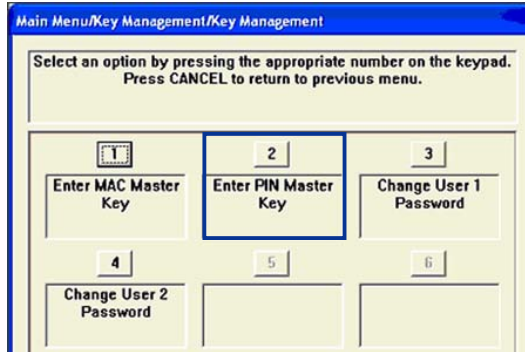 Main Menu/Key Management/Key Management
Select an option by pressing the appropriate number on the keypad.
Press CANCEL to return to previous menu.
1
2
3
Enter MAC Master
Key
Enter PIN Master
Key
Change User 1
Password
4
5
6
Change User 2
Password